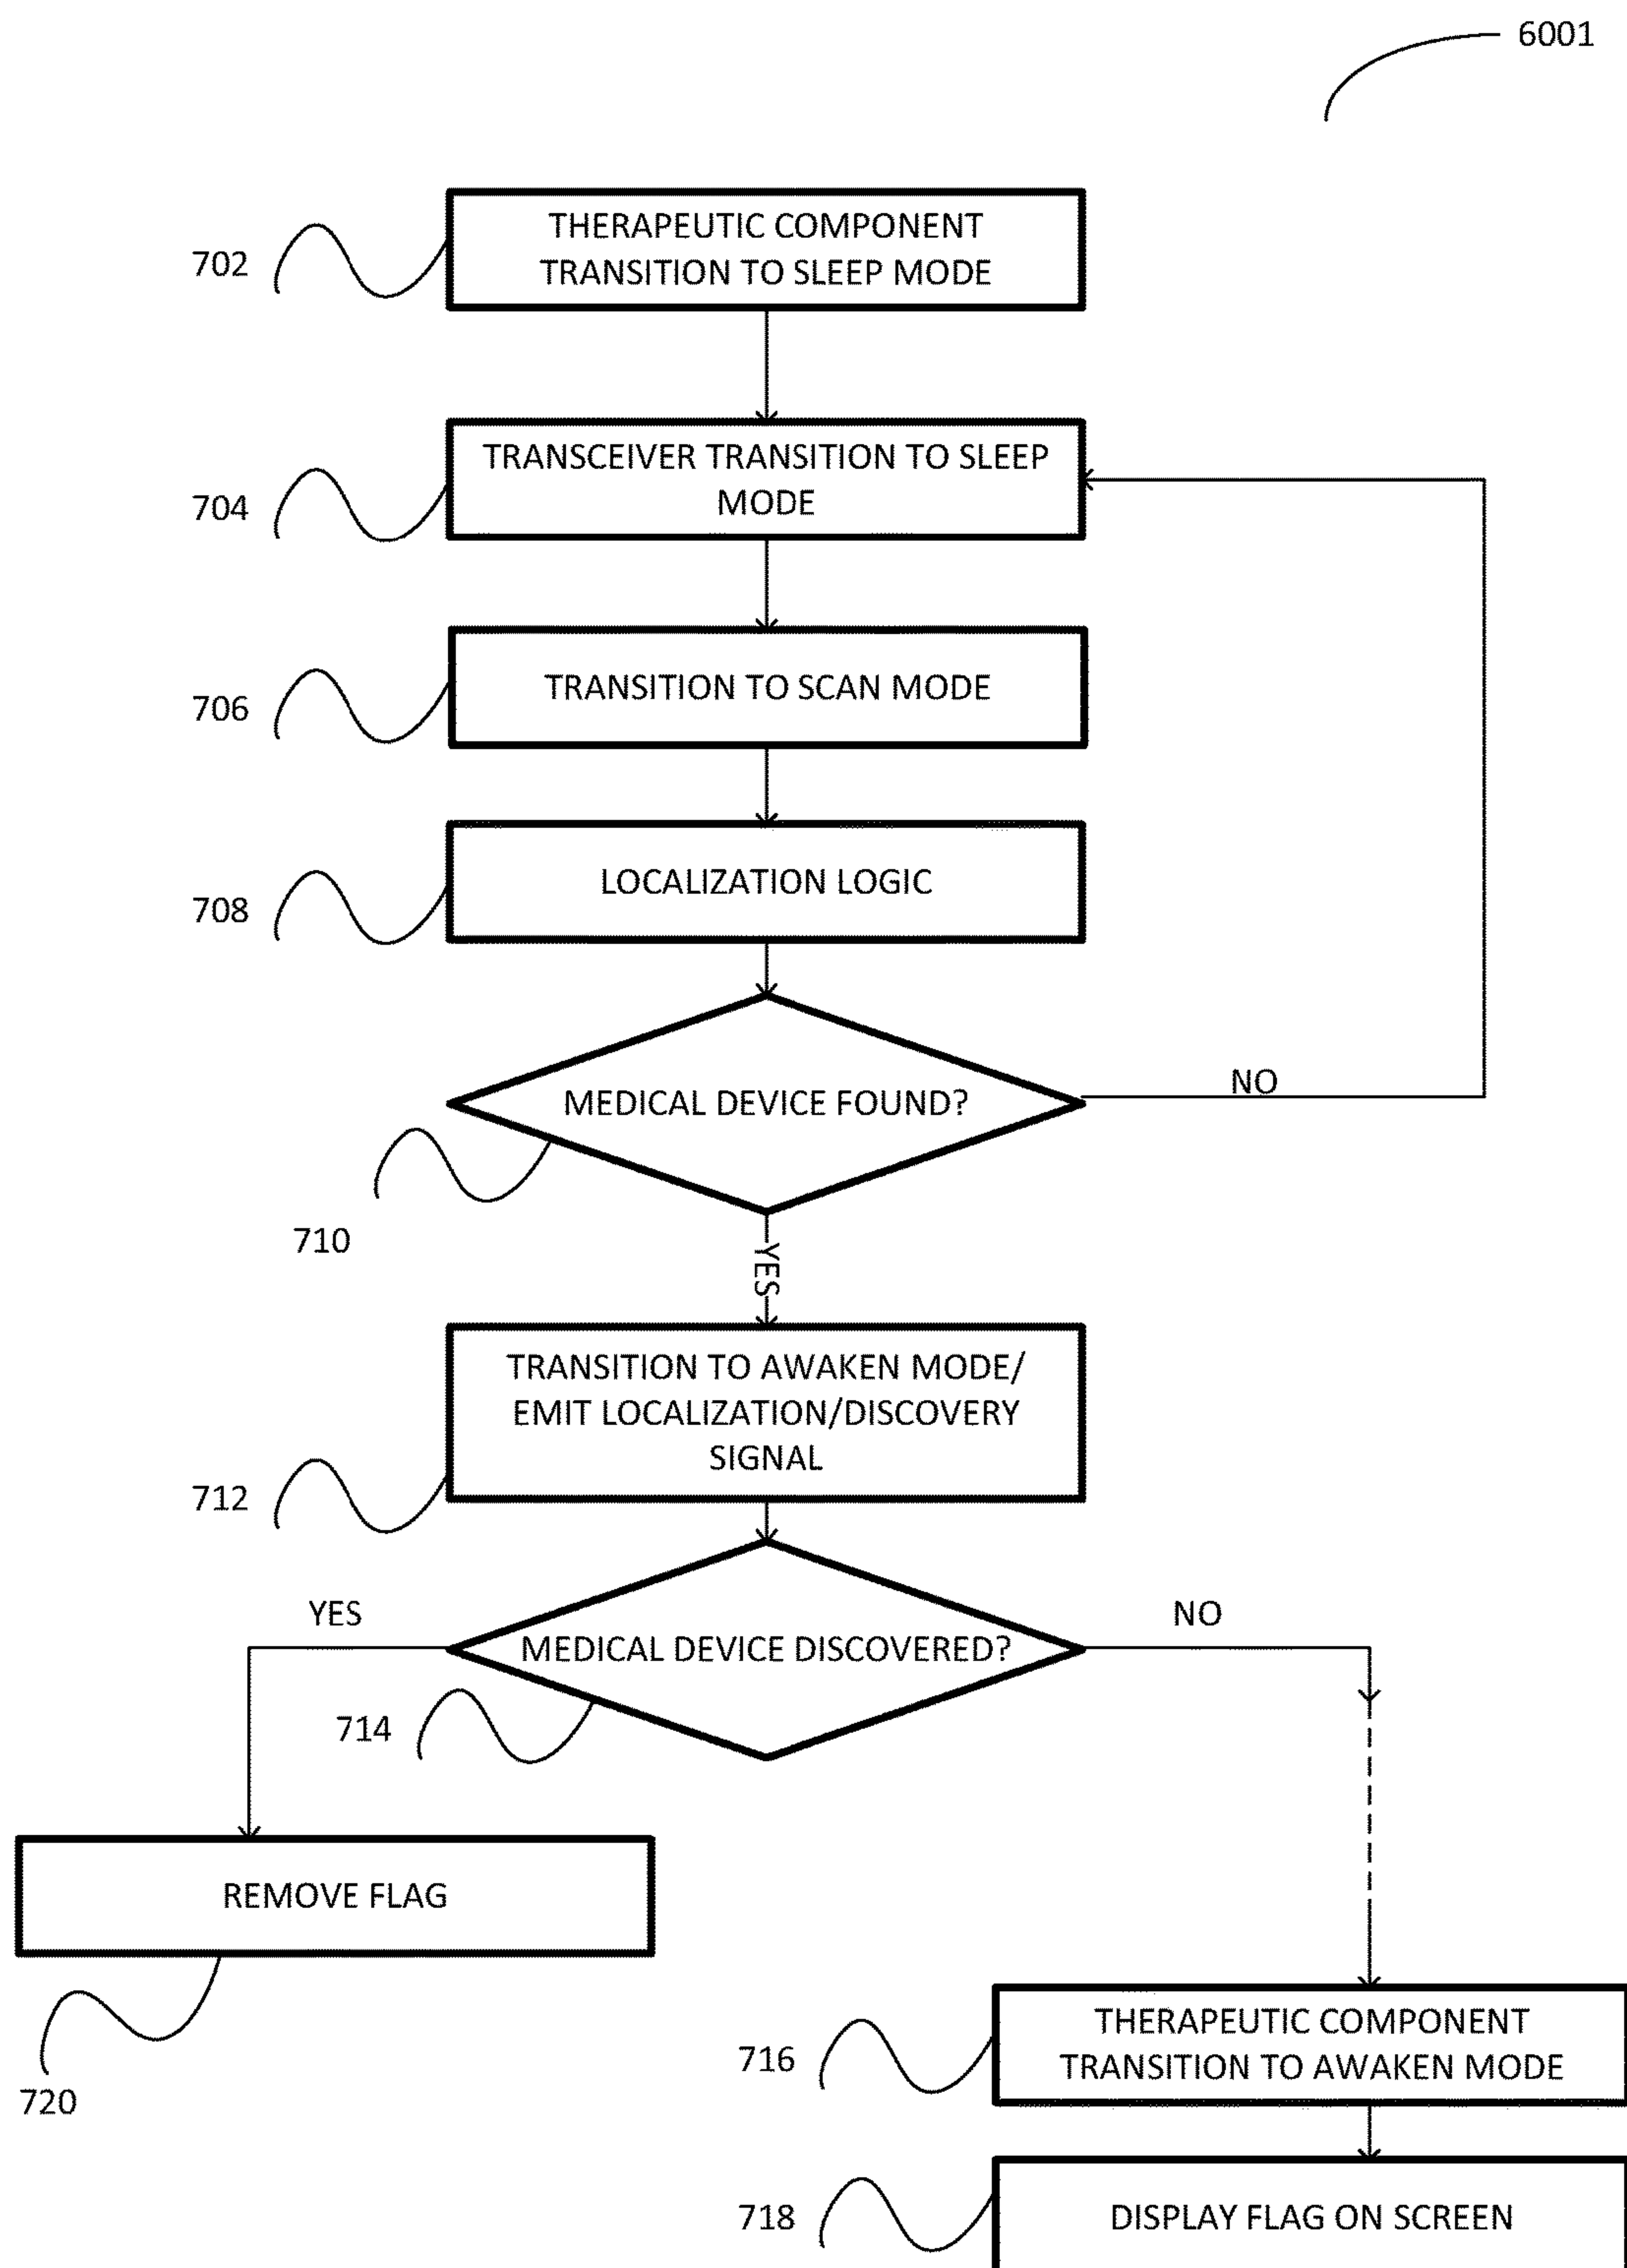 6001
THERAPEUTIC COMPONENT
TRANSITION TO SLEEP MODE
702
TRANSCEIVER TRANSITION TO SLEEP
MODE
704
TRANSITION TO SCAN MODE
706
LOCALIZATION LOGIC
708
MEDICAL DEVICE FOUND?
NO
710
YES
TRANSITION TO AWAKEN MODE/
EMIT LOCALIZATION/DISCOVERY
SIGNAL
712
YES
NO
MEDICAL DEVICE DISCOVERED?
714
REMOVE FLAG
720
THERAPEUTIC COMPONENT
TRANSITION TO AWAKEN MODE
716
DISPLAY FLAG ON SCREEN
718